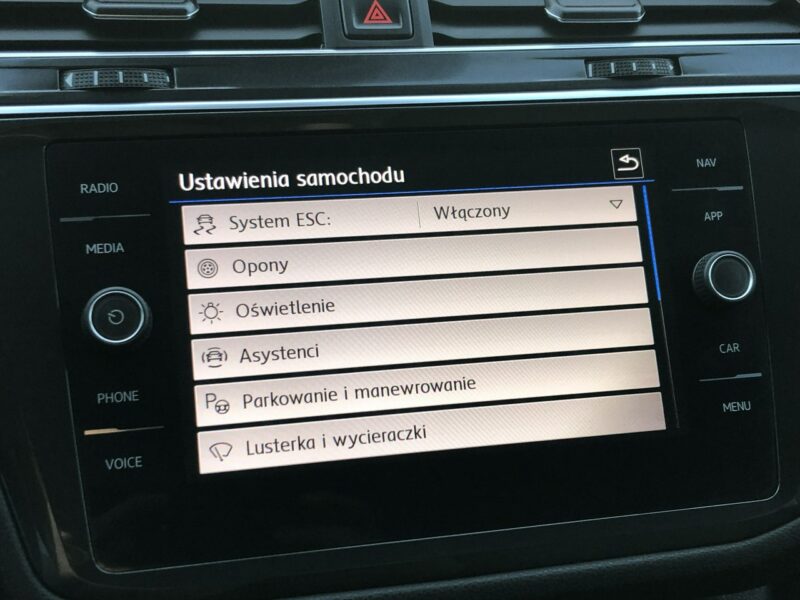 RADIO
MEDIA
PHONE
VOICE
Ustawienia samochodu
System ESC: Włączony
Opony
Oświetlenie
Asystenci
Parkowanie i manewrowanie
Lusterka i wycieraczki
NAV
APP
CAR
MENU